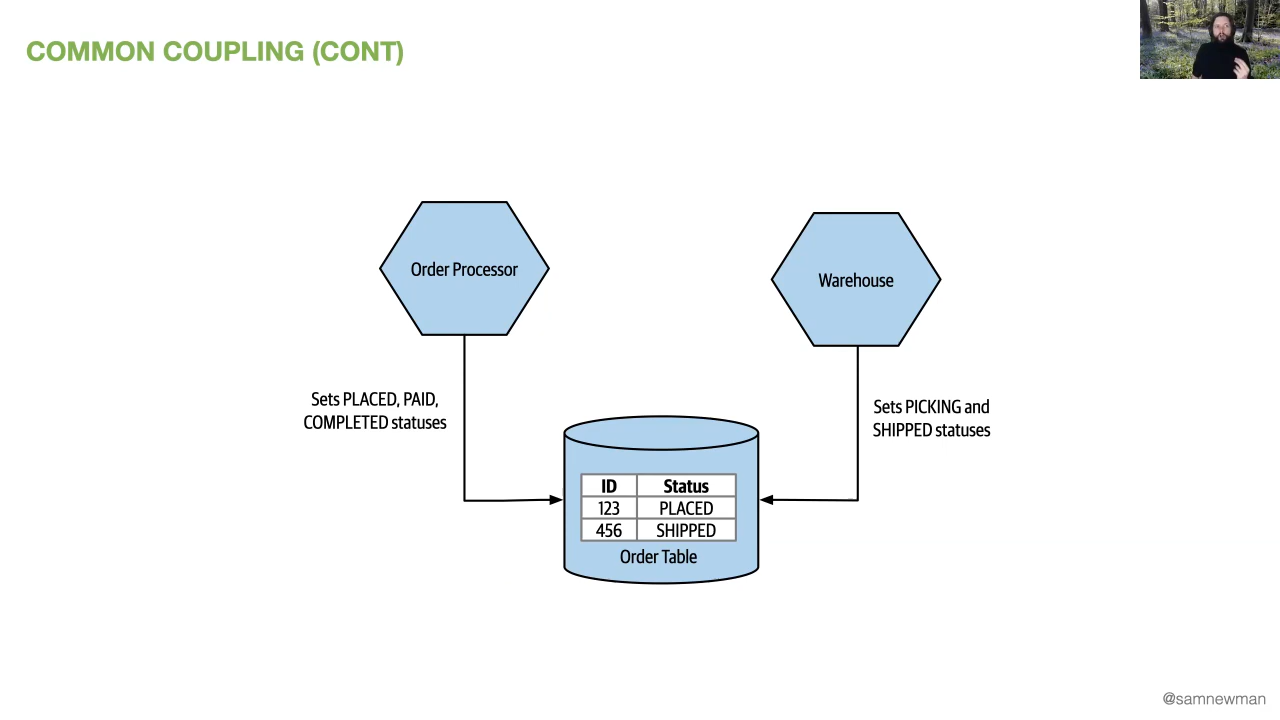 COMMON COUPLING (CONT)
Order Processor
Warehouse
Sets PLACED, PAID,
COMPLETED statuses
Sets PICKING and
SHIPPED statuses
ID Status
123 PLACED
456 SHIPPED
Order Table
@samnewman